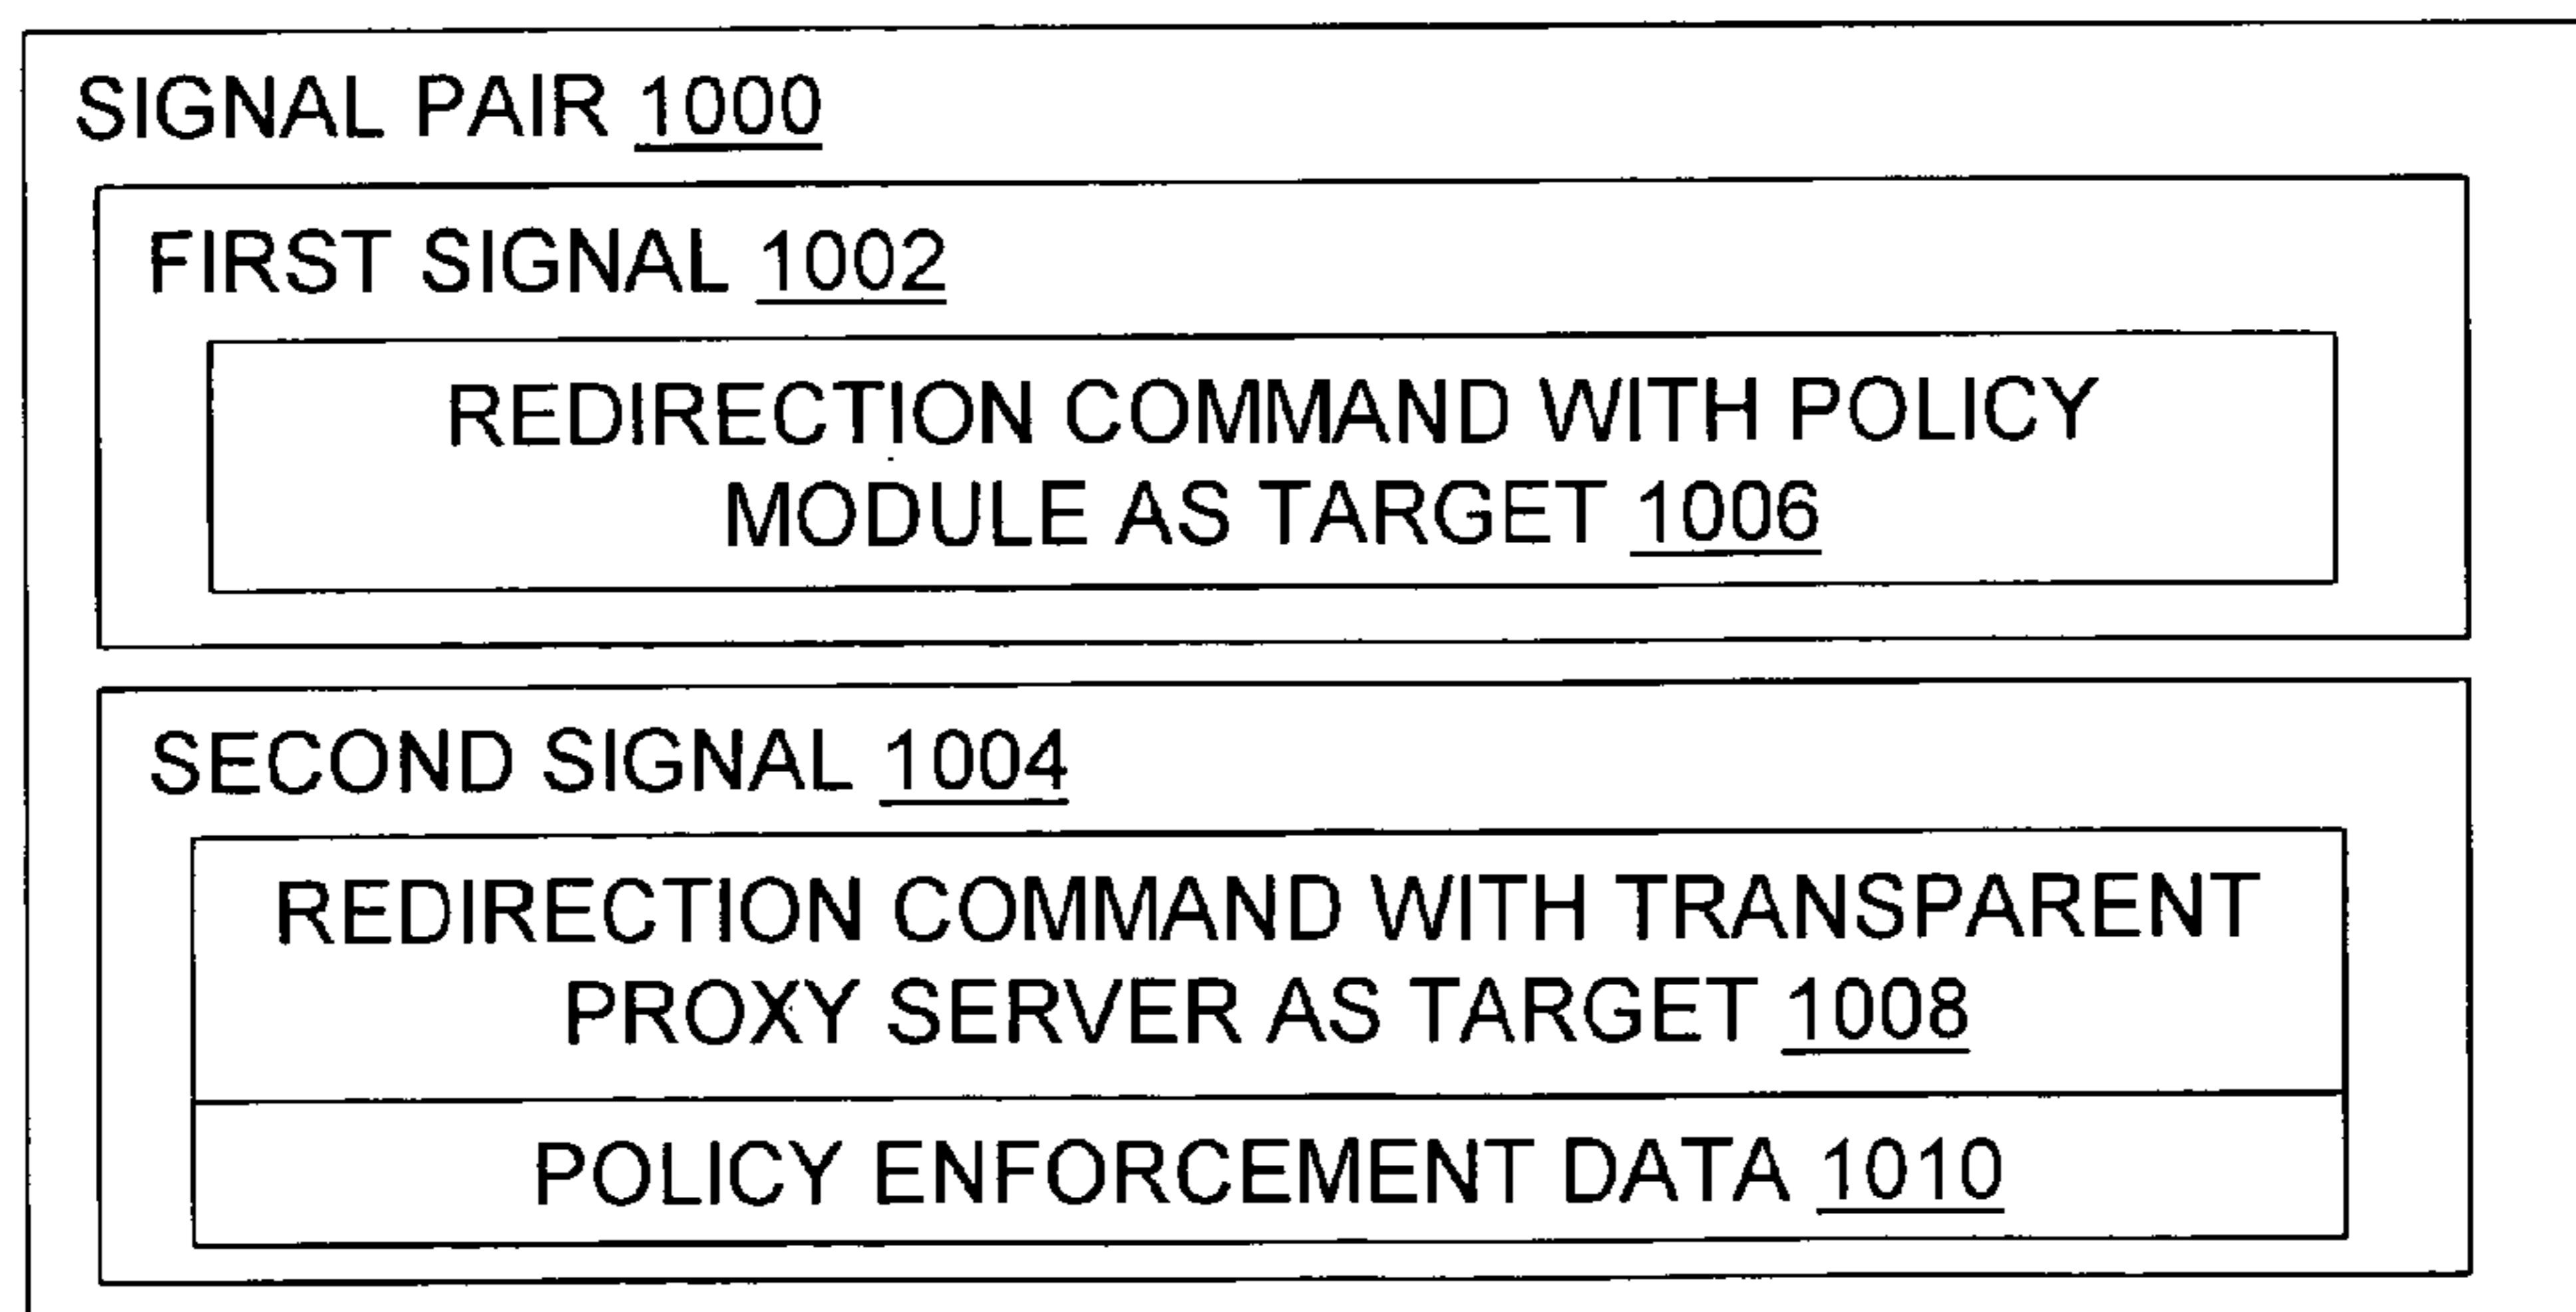 SIGNAL PAIR 1000
FIRST SIGNAL 1002
REDIRECTION COMMAND WITH POLICY
MODULE AS TARGET 1006
SECOND SIGNAL 1004
REDIRECTION COMMAND WITH TRANSPARENT
PROXY SERVER AS TARGET 1008
POLICY ENFORCEMENT DATA 1010